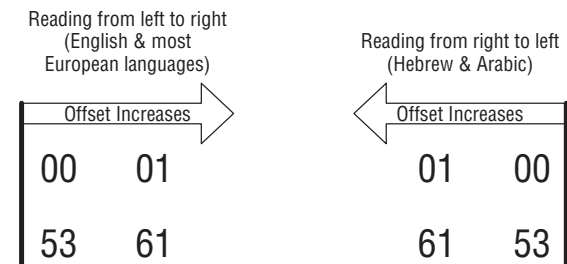 Reading from left to right
(English & most
European languages)
Offset Increases
00 01
53 61
Reading from right to left
(Hebrew & Arabic)
Offset Increases
01 00
61 53